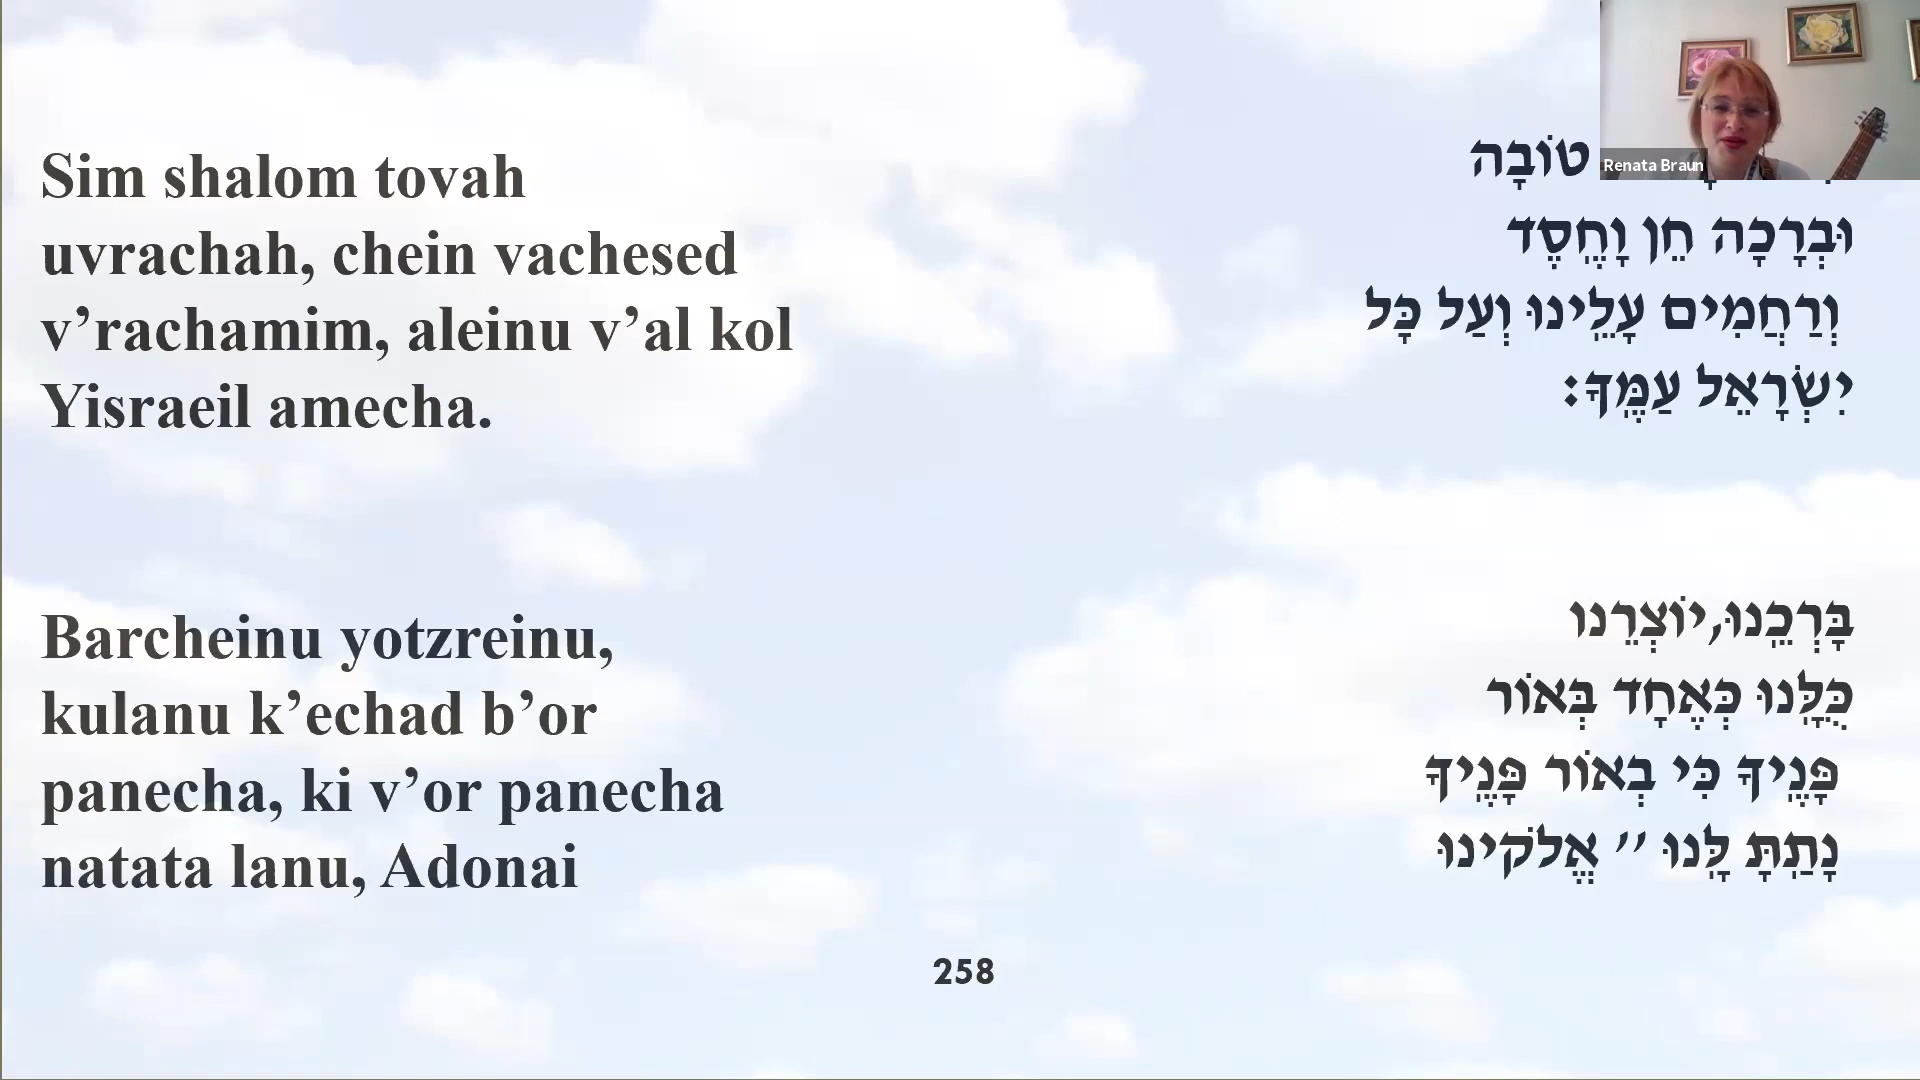 Sim shalom tovah
uvrachah, chein vachesed
v’rachamim, aleinu v’al kol
Yisraeil amecha.
Barcheinu yotzreinu,
kulanu k’echad b’or
panecha, ki v’or panecha
natata lanu, Adonai
טוֹבָה
וּבְרָכָה חֵן וָחֶֽסֶד
וְרַחֲמִים עָלֵֽינוּ וְעַל כָּל
יִשְׂרָאֵל עַמֶּֽךָ:
בָּרְכֵֽנוּ,יוֹצְרֵנו
כֻּלָּֽנוּ כְּאֶחָד בְּאוֹר
פָּנֶֽיךָ כִּי בְאוֹר פָּנֶֽיךָ
נָתַֽתָּ לָּֽנוּ ׳׳ אֱלֹקינוּ
258
Renata Braun